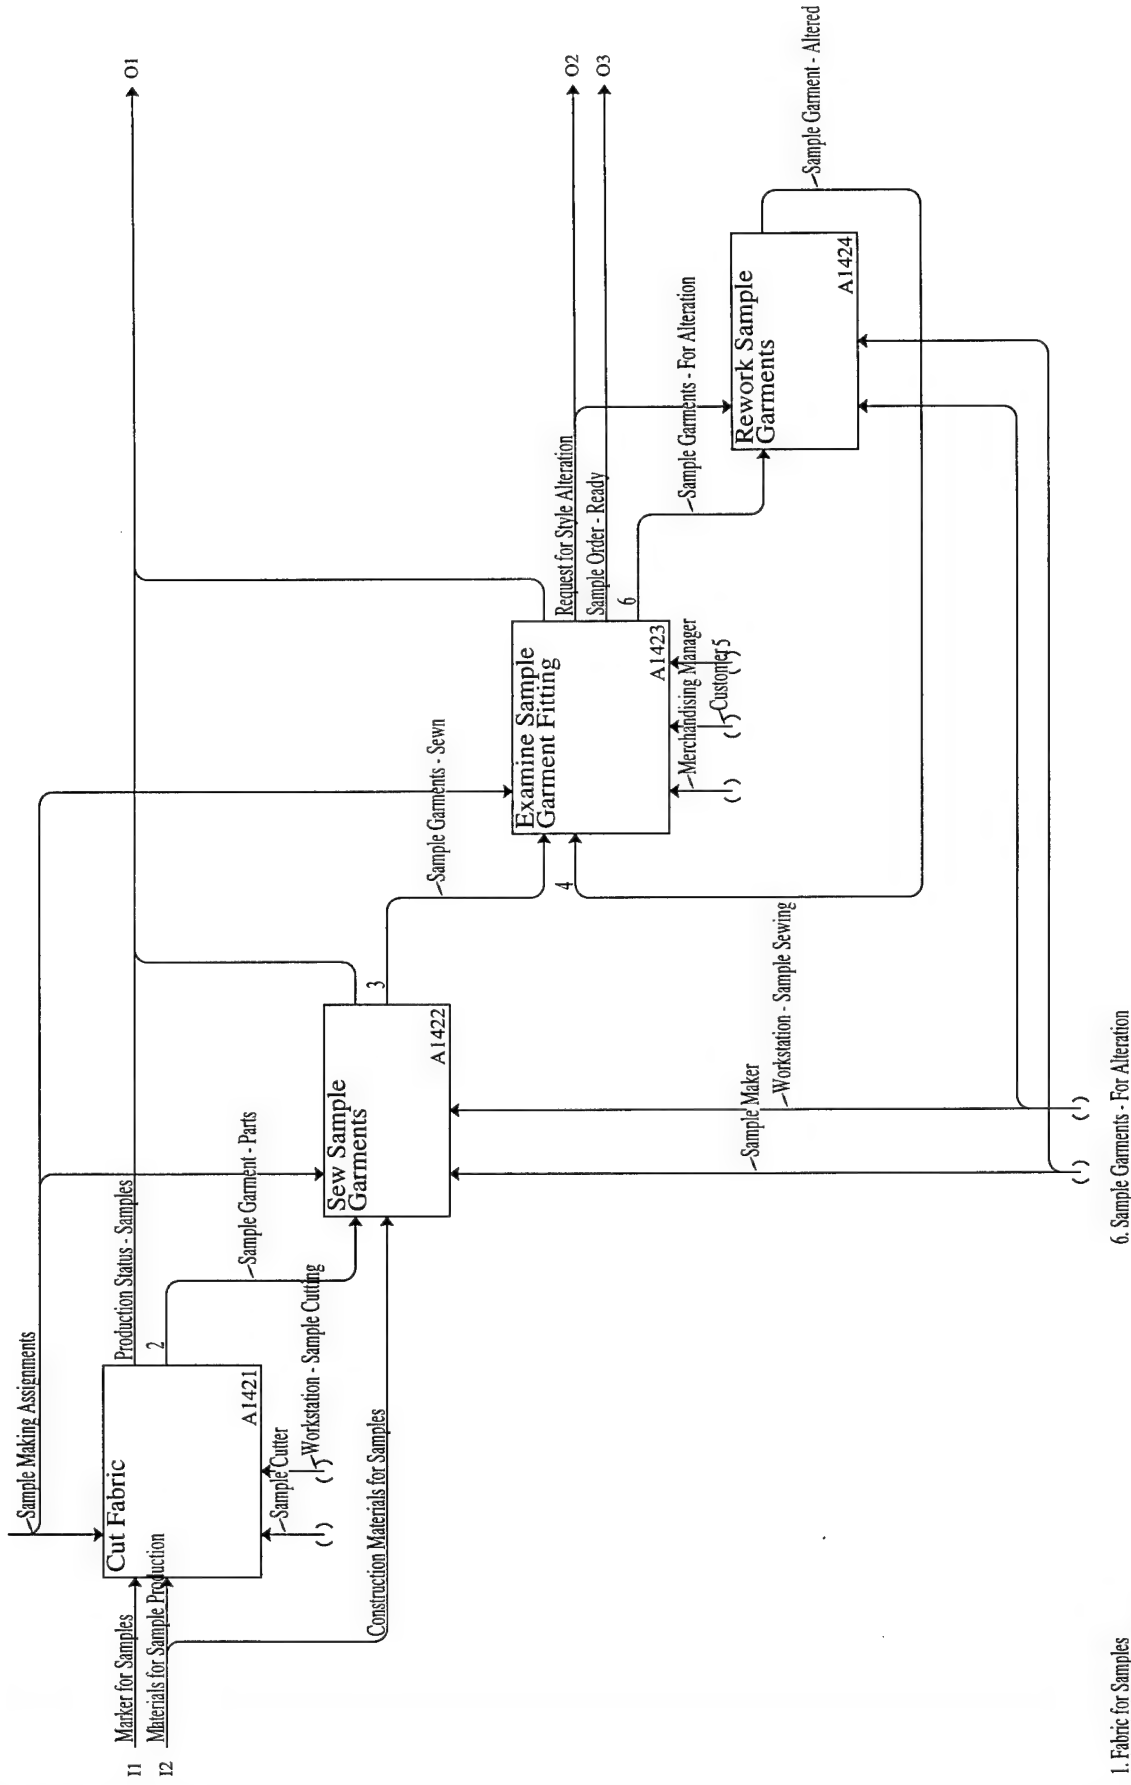 Sample Making Assignments
I1
Marker for Samples
I2
Materials for Sample Production
Cut Fabric
A1421
Production Status - Samples
O1
2
Sample Garment - Parts
Sample Cutter
Workstation - Sample Cutting
( )
( )
Construction Materials for Samples
Sew Sample
Garments
A1422
3
Sample Garments - Sewn
4
Examine Sample
Garment Fitting
A1423
Request for Style Alteration
O2
Sample Order - Ready
O3
6
Sample Garments - For Alteration
Merchandising Manager
Customer
5
( )
( )
( )
Rework Sample
Garments
A1424
Sample Garment - Altered
Sample Maker
Workstation - Sample Sewing
( )
( )
1. Fabric for Samples
6. Sample Garments - For Alteration